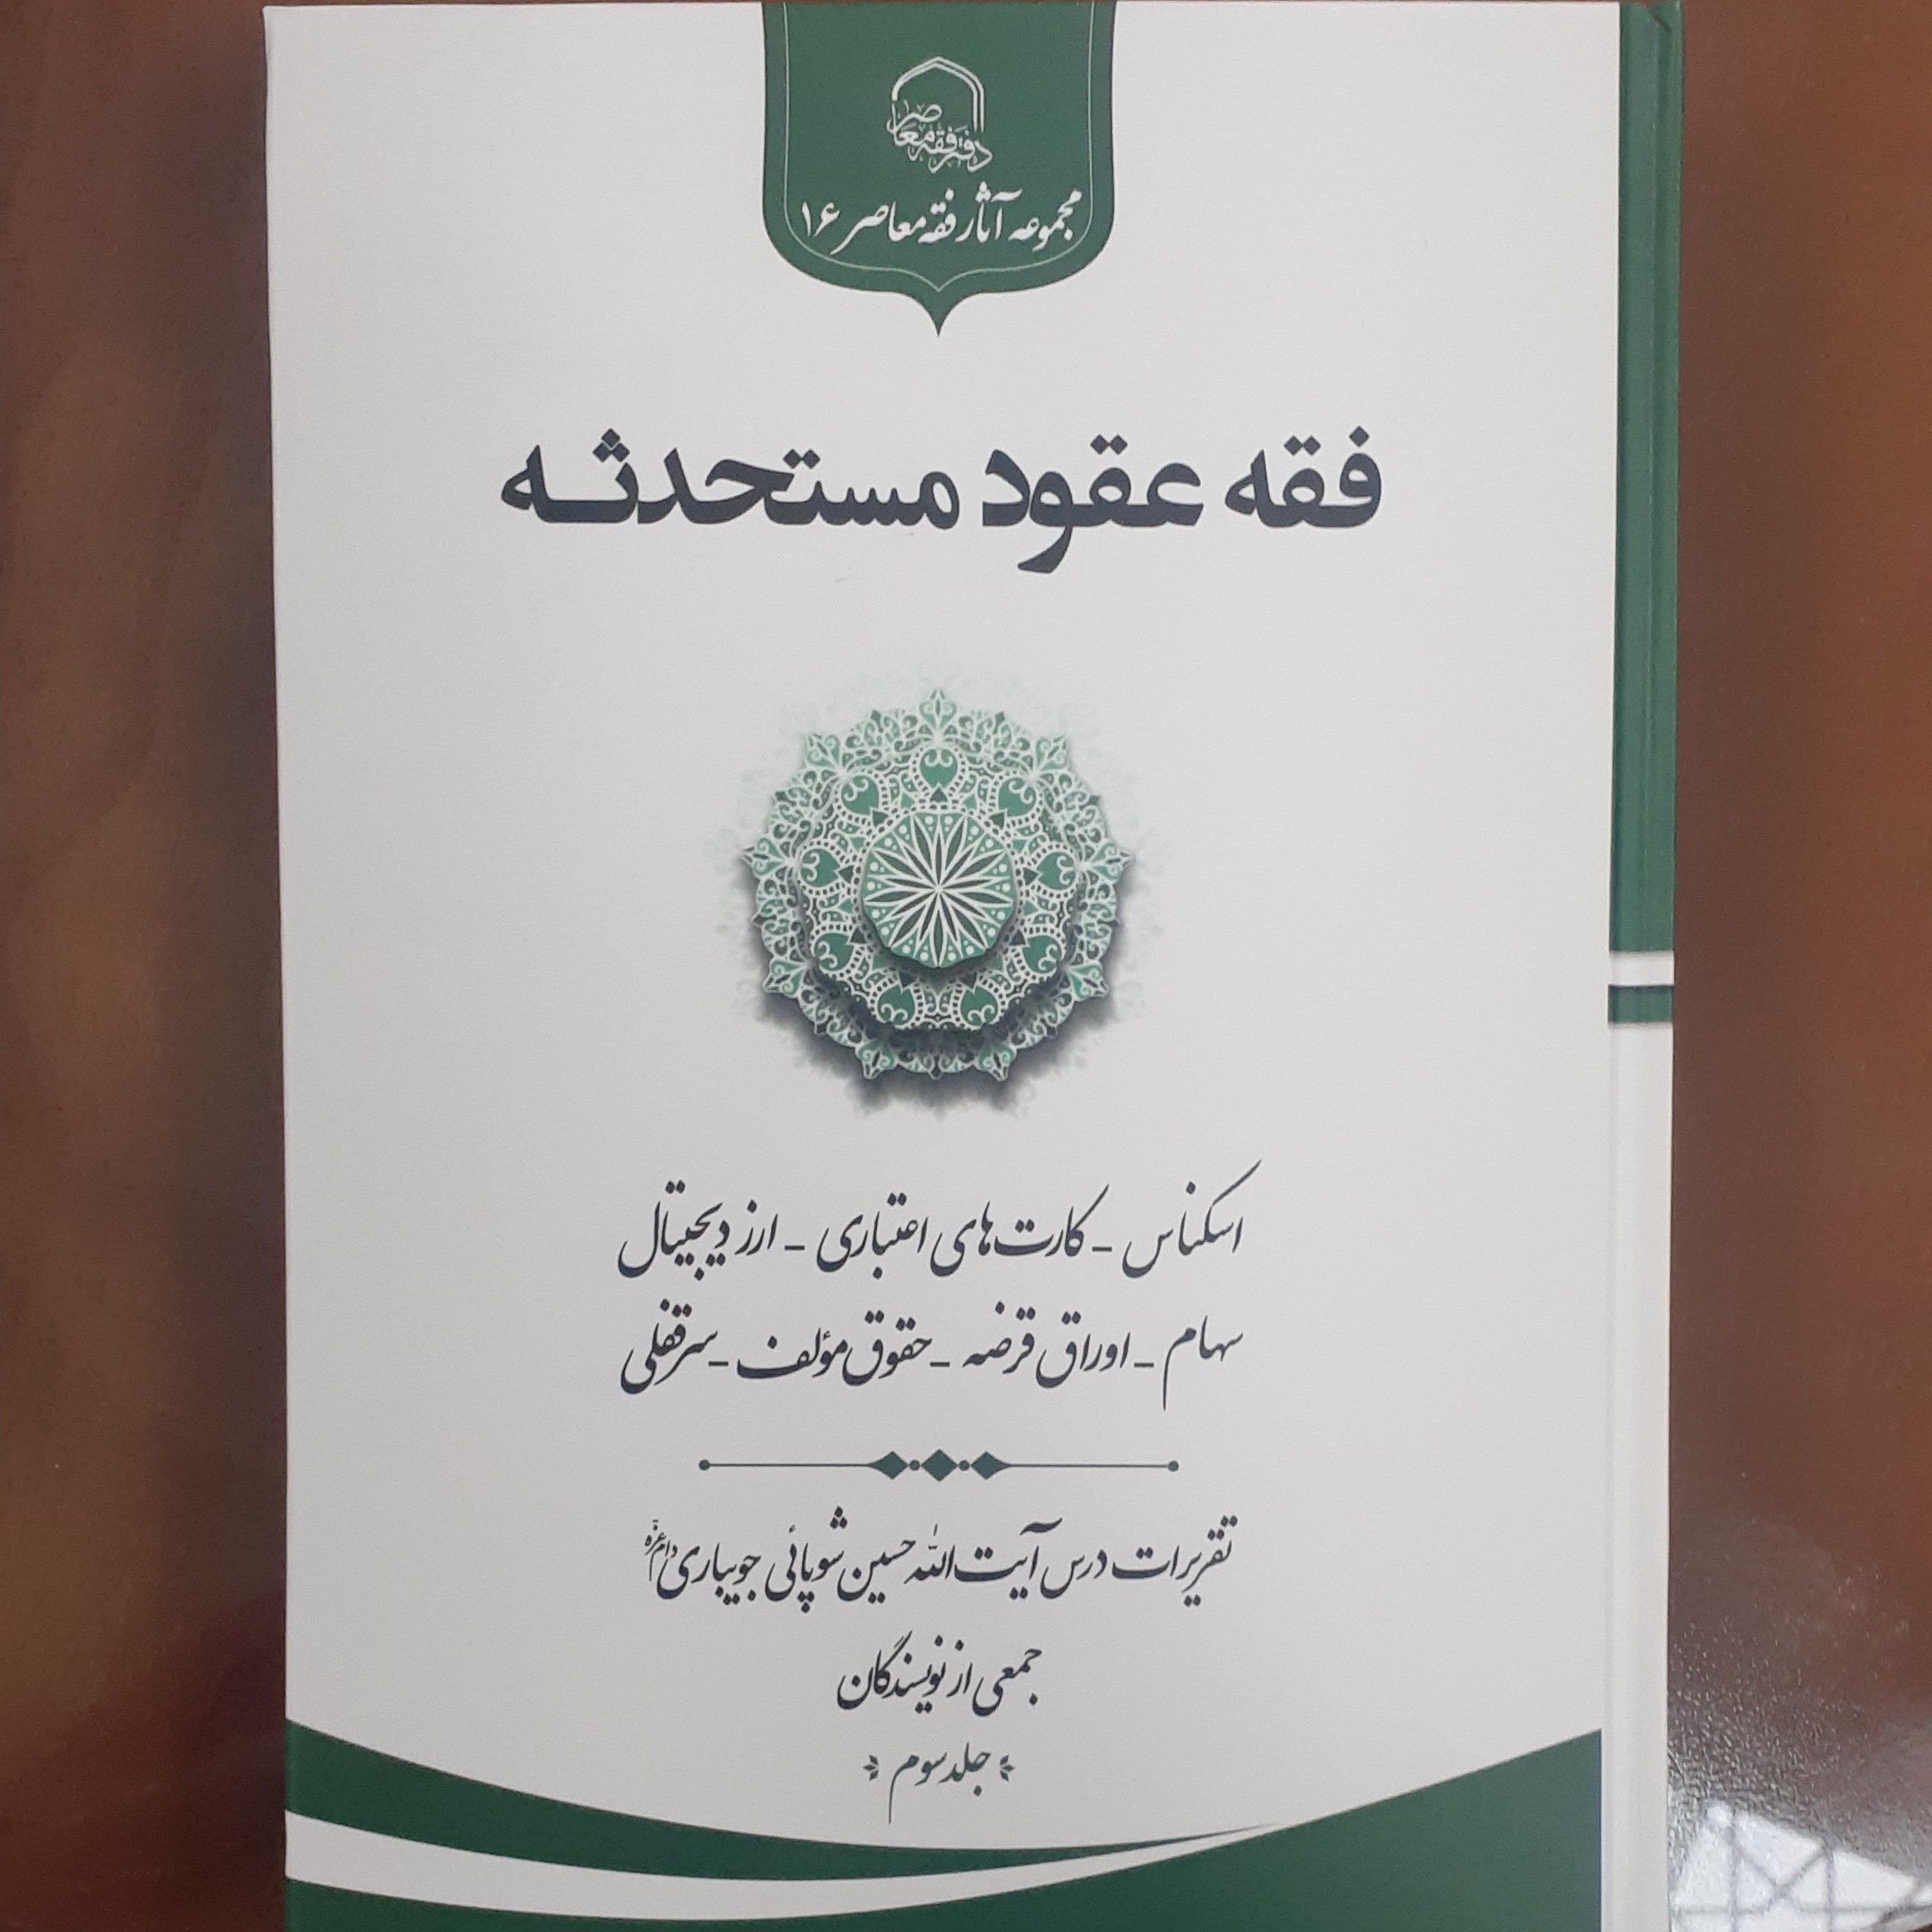 دفتر فقه معاصر
مجموعه آثار فقه معاصر ۱۶
فقه عقود مستحدثه
اسکناس - کارت‌های اعتباری - ارز دیجیتال
سهام - اوراق قرضه - حقوق مؤلف - سرقفلی
تقریرات درس آیت الله حسین شوپائی جویباری دام عزه
جمعی از نویسندگان
جلد سوم